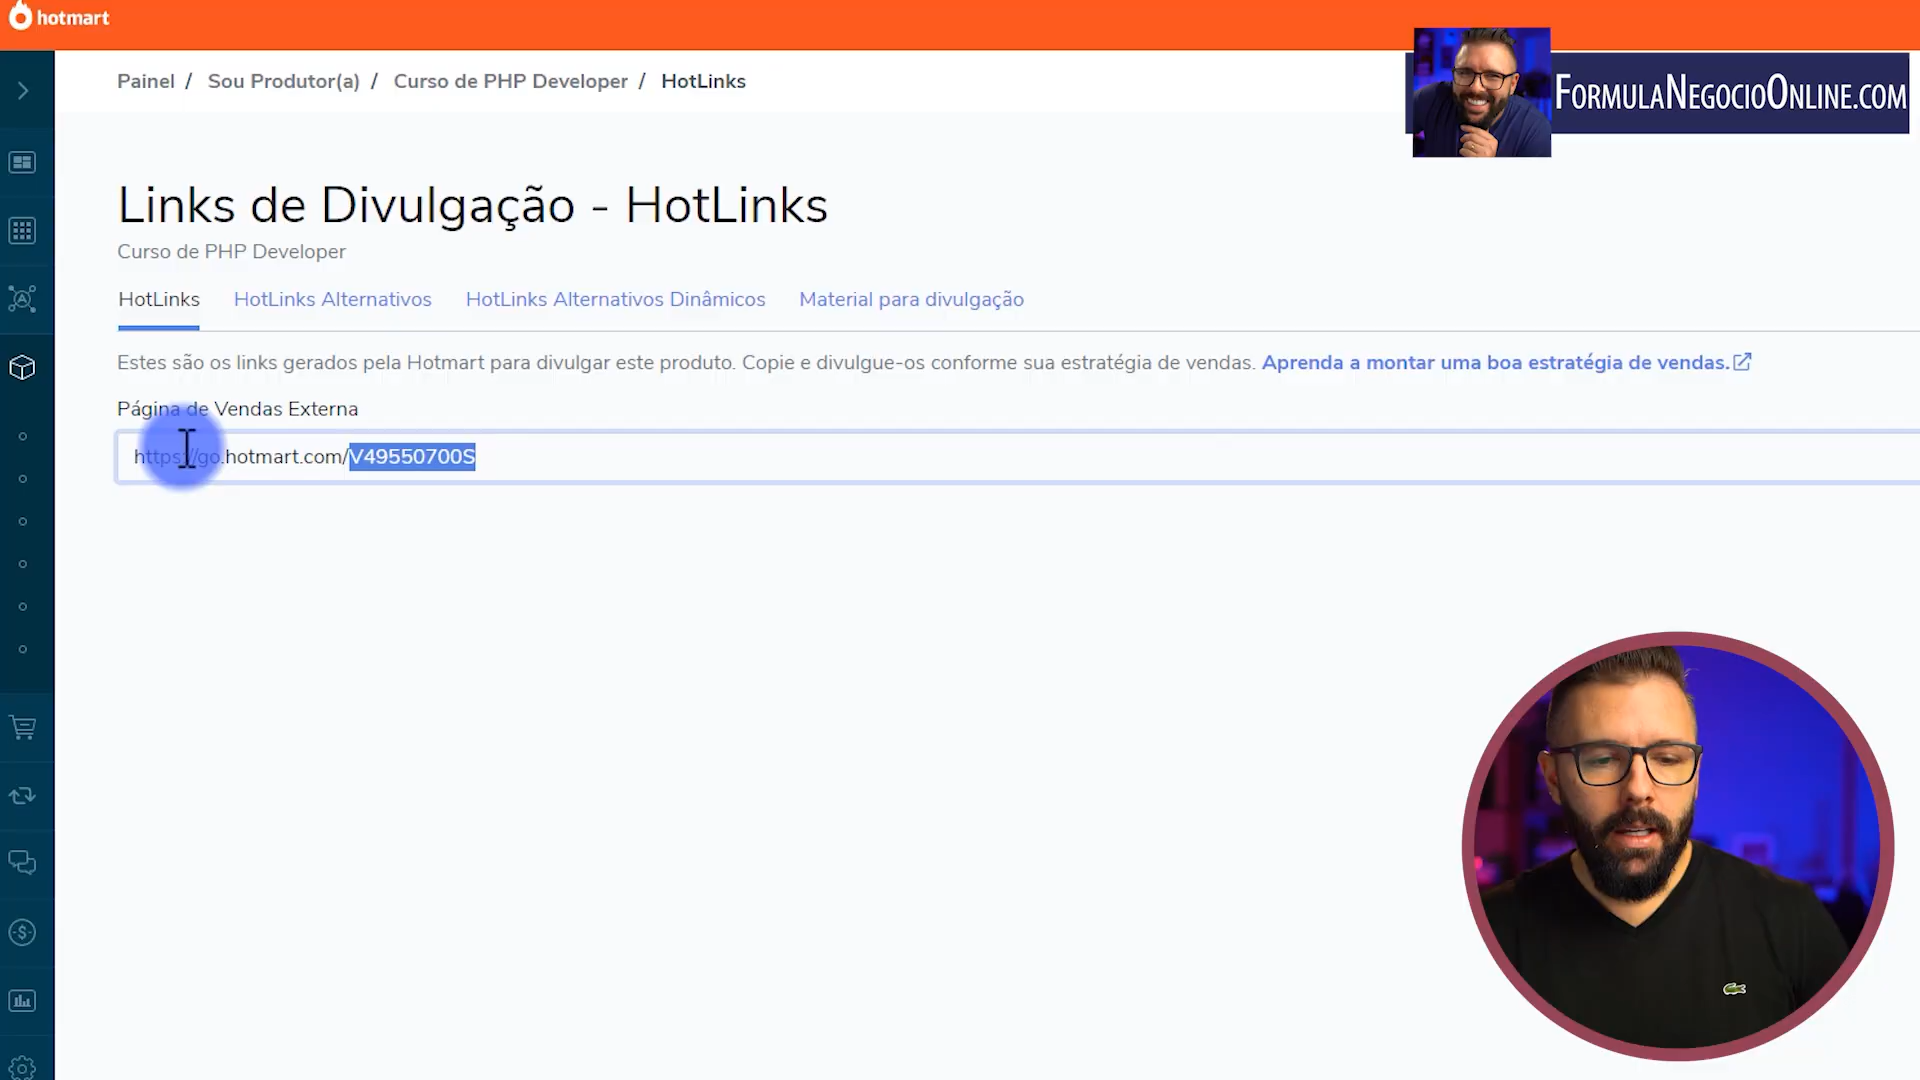 hotmart
Painel / Sou Produtor(a) / Curso de PHP Developer / HotLinks
FormulaNegocioOnline.com
Links de Divulgação - HotLinks
Curso de PHP Developer
HotLinks HotLinks Alternativos HotLinks Alternativos Dinâmicos Material para divulgação
Estes são os links gerados pela Hotmart para divulgar este produto. Copie e divulgue-os conforme sua estratégia de vendas. Aprenda a montar uma boa estratégia de vendas.
Página de Vendas Externa
https://go.hotmart.com/V49550700S